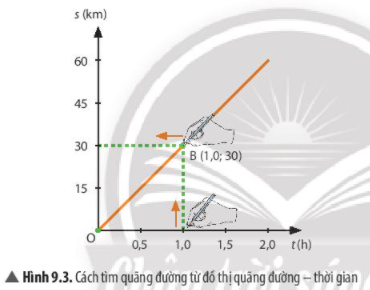 s (km)
60
45
30
B (1,0; 30)
15
O
0,5 1,0 1,5 2,0 t (h)
▲ Hình 9.3. Cách tìm quãng đường từ đồ thị quãng đường – thời gian